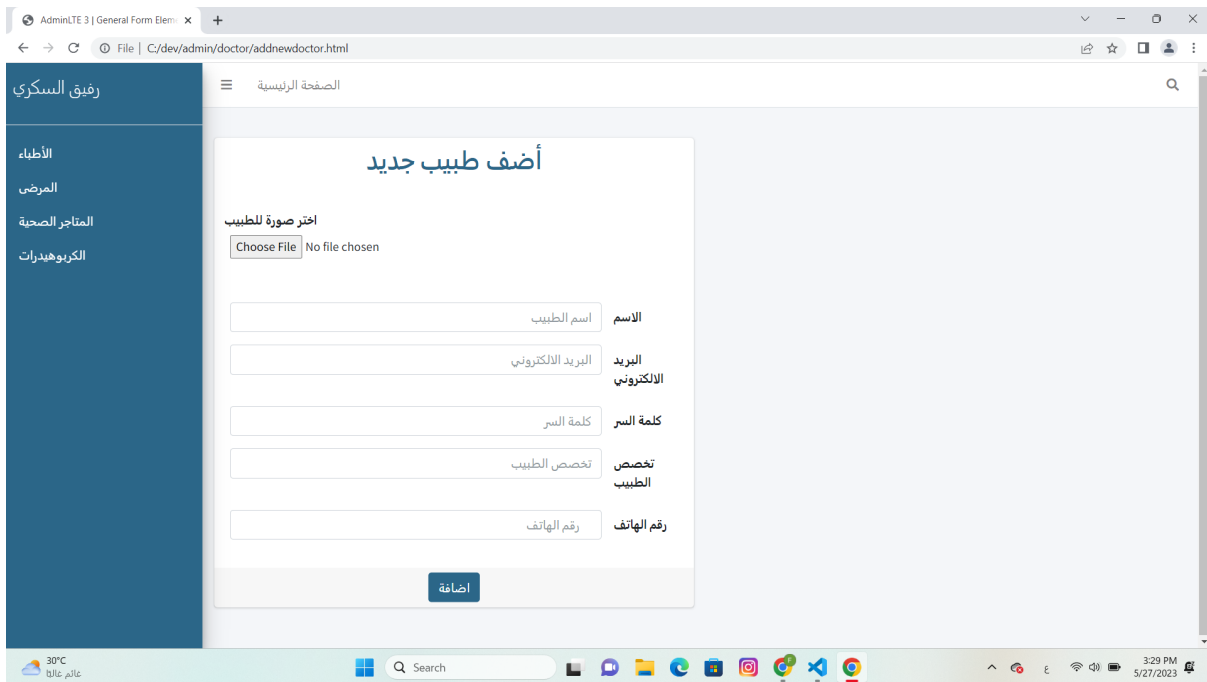 AdminLTE 3 | General Form Eleme
File | C:/dev/admin/doctor/addnewdoctor.html
رفيق السكري
الصفحة الرئيسية
الأطباء
المرضى
المتاجر الصحية
الكربوهيدرات
أضف طبيب جديد
اختر صورة للطبيب
Choose File No file chosen
الاسم
اسم الطبيب
البريد
الالكتروني
البريد الالكتروني
كلمة السر
كلمة السر
تخصص
الطبيب
تخصص الطبيب
رقم الهاتف
رقم الهاتف
اضافة
30°C
غائم غالبًا
Search
ع
3:29 PM
5/27/2023